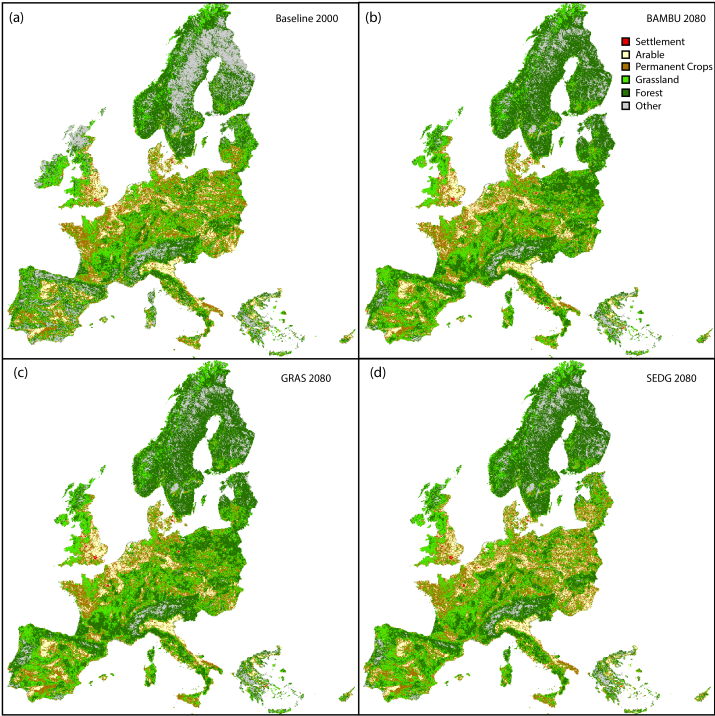 (a)
Baseline 2000
(b)
BAMBU 2080
Settlement
Arable
Permanent Crops
Grassland
Forest
Other
(c)
GRAS 2080
(d)
SEDG 2080